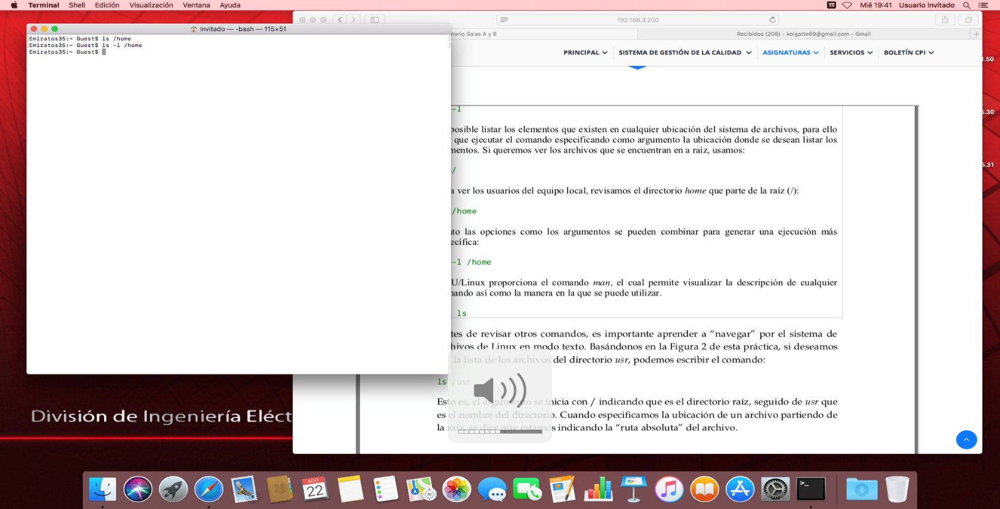 Terminal Shell Edición Visualización Ventana Ayuda
Mié 19:41 Usuario invitado
Invitado — -bash — 115×51
[Emiratos35:~ Guest$ ls /home ]
[Emiratos35:~ Guest$ ls -l /home ]
Emiratos35:~ Guest$
192.168.3.200
torio Salas A y B
Recibidos (209) - kolgatte69@gmail.com - Gmail
PRINCIPAL SISTEMA DE GESTIÓN DE LA CALIDAD ASIGNATURAS SERVICIOS BOLETÍN CPI
-l
posible listar los elementos que existen en cualquier ubicación del sistema de archivos, para ello
que ejecutar el comando especificando como argumento la ubicación donde se desean listar los
mentos. Si queremos ver los archivos que se encuentran en a raíz, usamos:
/
a ver los usuarios del equipo local, revisamos el directorio home que parte de la raíz (/):
/home
to las opciones como los argumentos se pueden combinar para generar una ejecución más
ecífica:
-l /home
U/Linux proporciona el comando man, el cual permite visualizar la descripción de cualquier
mando así como la manera en la que se puede utilizar.
ls
tes de revisar otros comandos, es importante aprender a “navegar” por el sistema de
hivos de Linux en modo texto. Basándonos en la Figura 2 de esta práctica, si deseamos
la lista de los archivos del directorio usr, podemos escribir el comando:
ls /usr
Esto es, el argumento se inicia con / indicando que es el directorio raíz, seguido de usr que
es el nombre del directorio. Cuando especificamos la ubicación de un archivo partiendo de
la raíz, se dice que estamos indicando la “ruta absoluta” del archivo.
.50
5.30
5.31
División de Ingeniería Eléct
AGO
22
PAGES
3D
>_